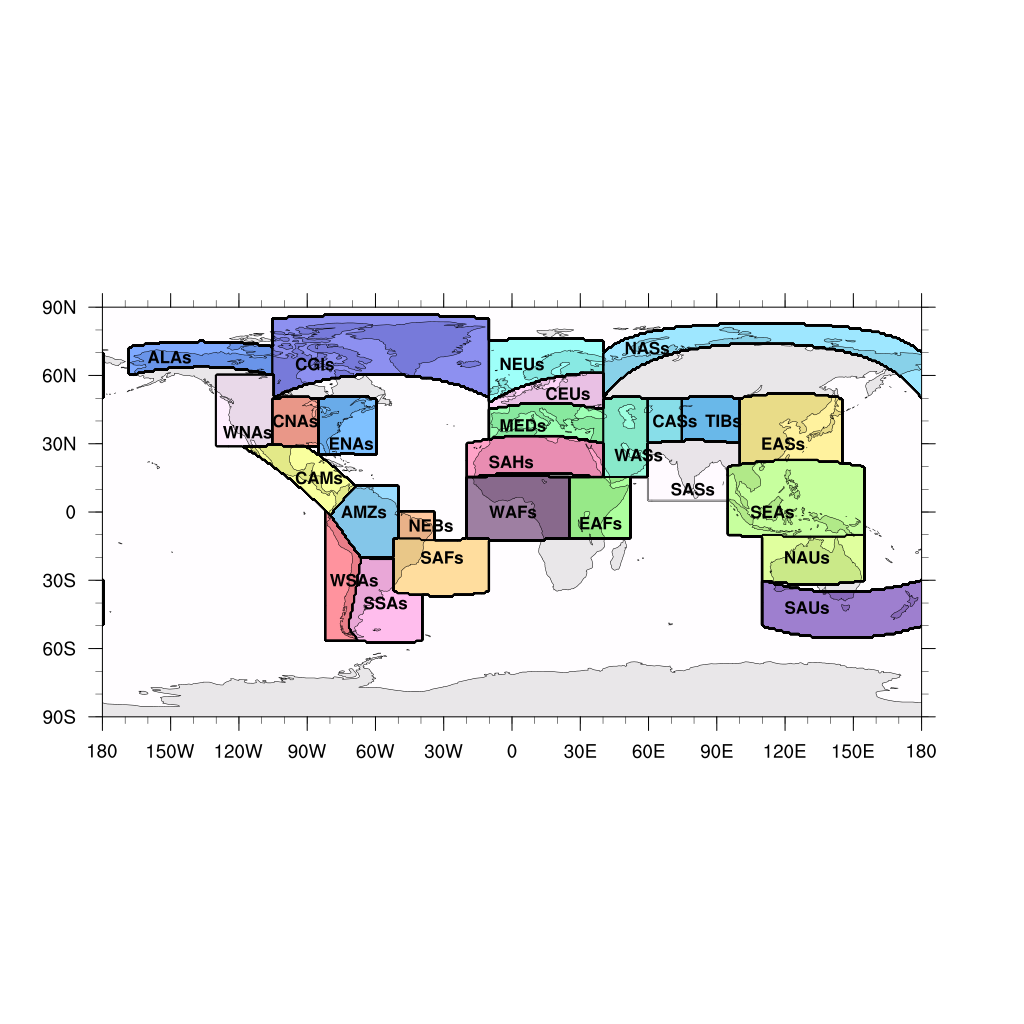 90N
60N
30N
0
30S
60S
90S
ALAs
CGIs
NEUs
NASs
CEUs
WNAs
CNAs
ENAs
MEDs
CASs
TIBs
EASs
WASs
SAHs
CAMs
SASs
AMZs
NEBs
WAFs
EAFs
SEAs
SAFs
NAUs
WSAs
SSAs
SAUs
180 150W 120W 90W 60W 30W 0 30E 60E 90E 120E 150E 180